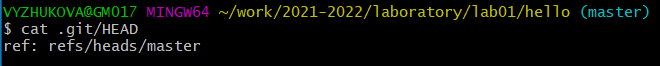 VYZHUKOVA@GM017 MINGW64 ~/work/2021-2022/laboratory/lab01/hello (master)
$ cat .git/HEAD
ref: refs/heads/master